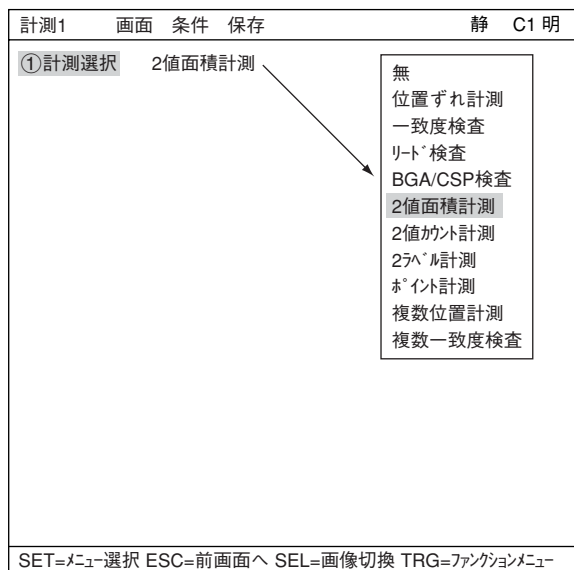 計測1 画面 条件 保存 静 C1 明
①計測選択 2値面積計測
無
位置ずれ計測
一致度検査
ﾘｰﾄﾞ検査
BGA/CSP検査
2値面積計測
2値ｶｳﾝﾄ計測
2ﾗﾍﾞﾙ計測
ﾎﾟｲﾝﾄ計測
複数位置計測
複数一致度検査
SET=ﾒﾆｭｰ選択 ESC=前画面へ SEL=画像切換 TRG=ﾌｧﾝｸｼｮﾝﾒﾆｭｰ